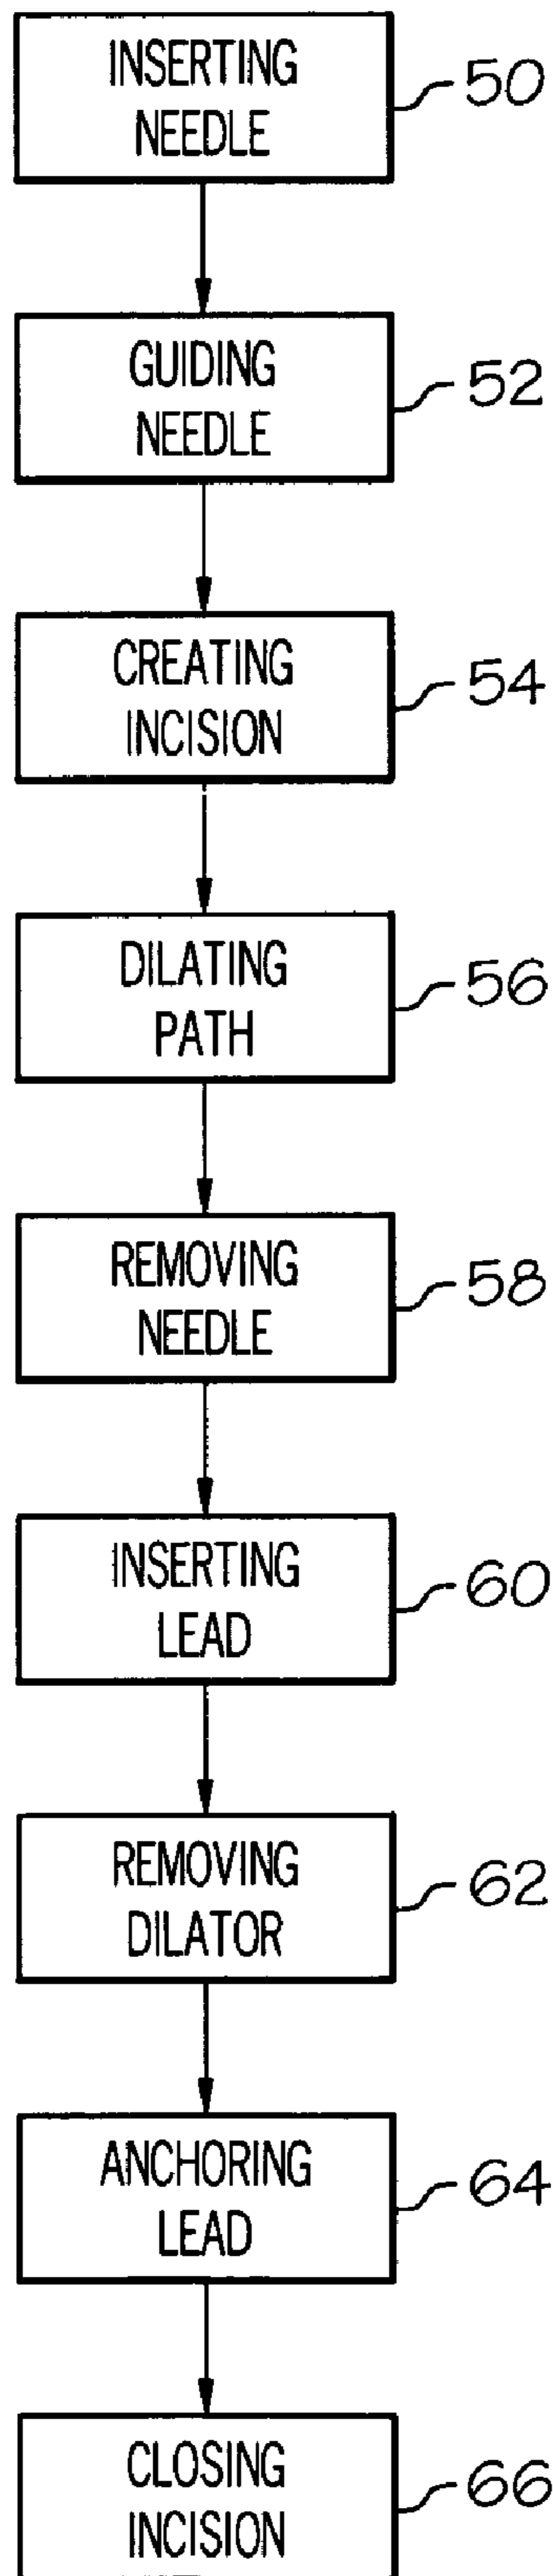 INSERTING
NEEDLE
50
GUIDING
NEEDLE
52
CREATING
INCISION
54
DILATING
PATH
56
REMOVING
NEEDLE
58
INSERTING
LEAD
60
REMOVING
DILATOR
62
ANCHORING
LEAD
64
CLOSING
INCISION
66